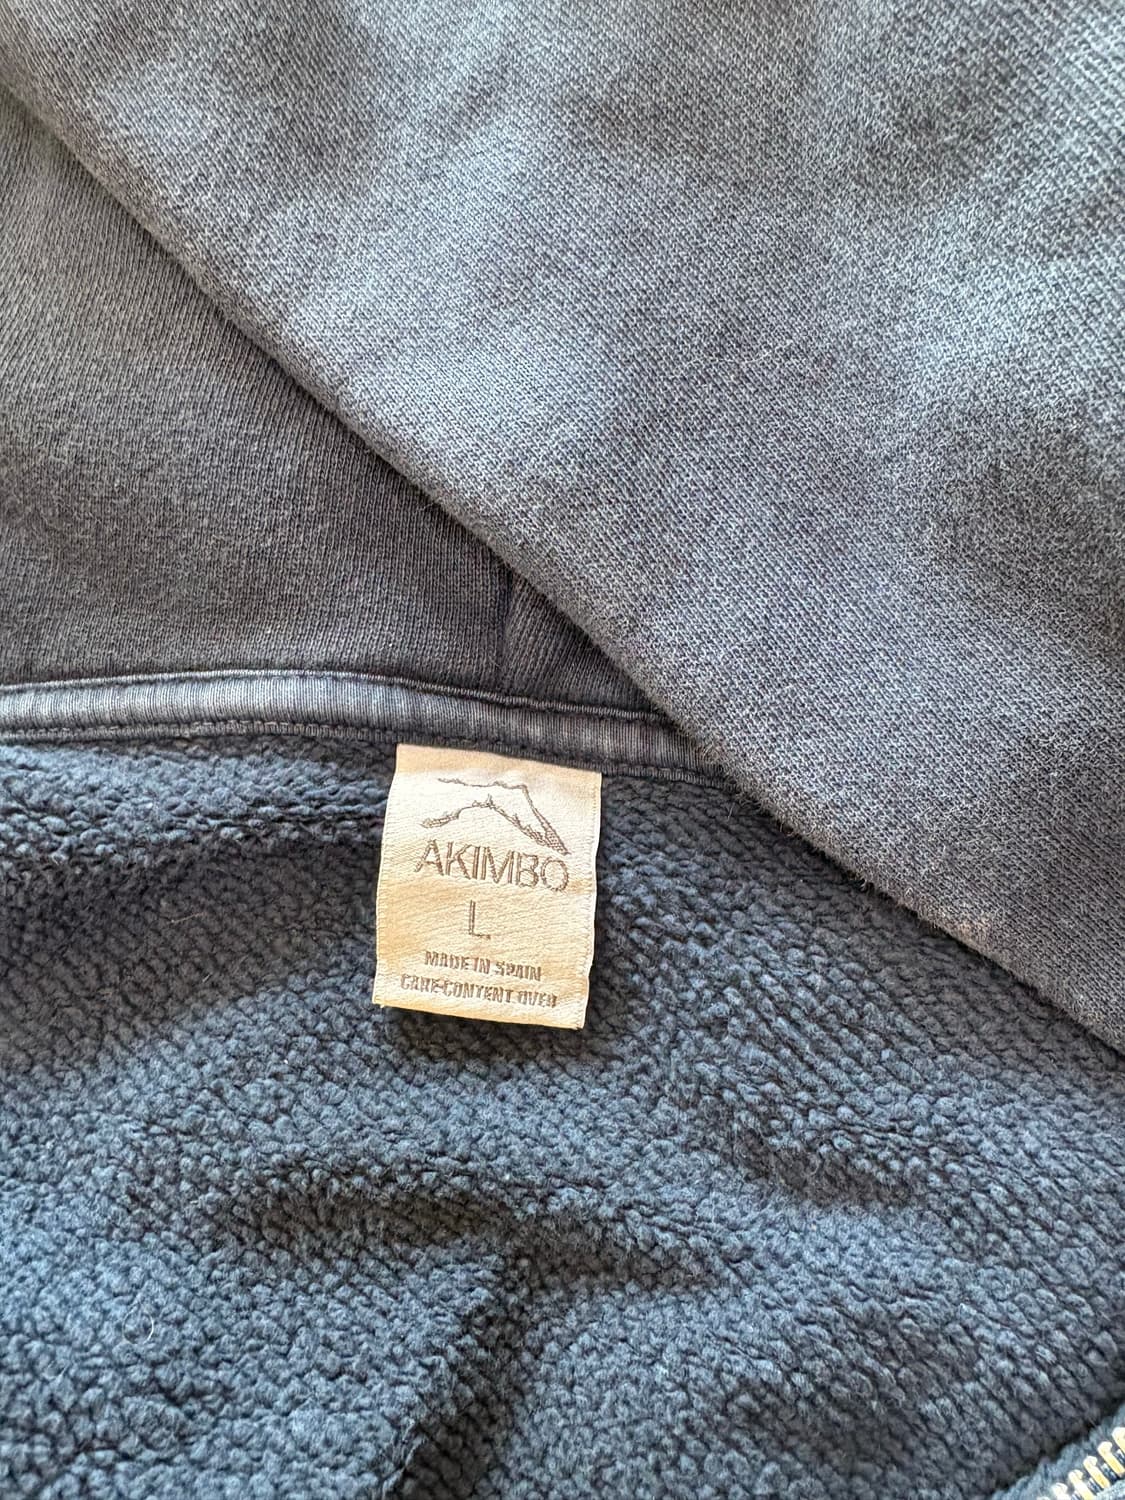 AKIMBO
L
MADE IN SPAIN
CARE-CONTENT OVER